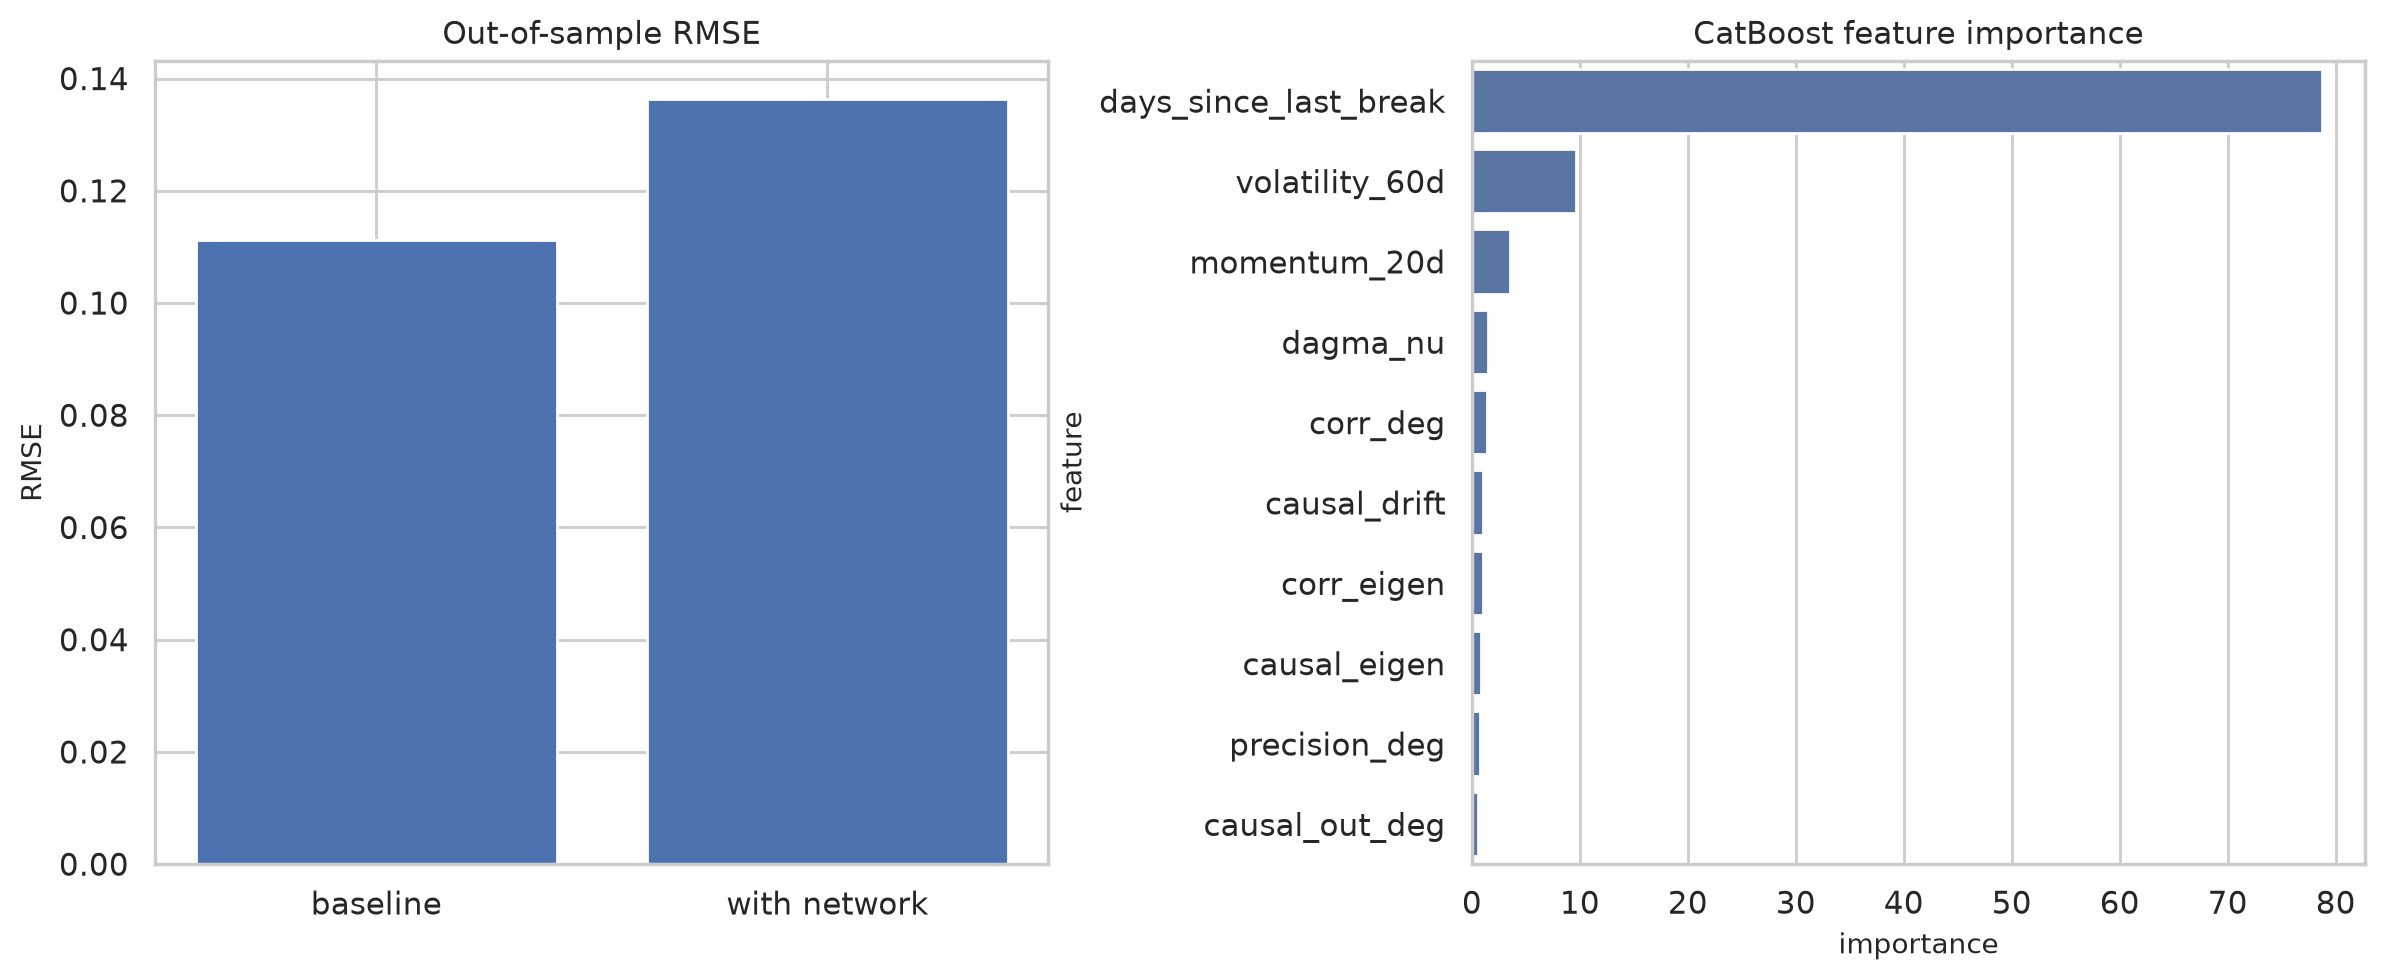 Out-of-sample RMSE
RMSE
0.14
0.12
0.10
0.08
0.06
0.04
0.02
0.00
baseline
with network
CatBoost feature importance
feature
days_since_last_break
volatility_60d
momentum_20d
dagma_nu
corr_deg
causal_drift
corr_eigen
causal_eigen
precision_deg
causal_out_deg
0 10 20 30 40 50 60 70 80
importance